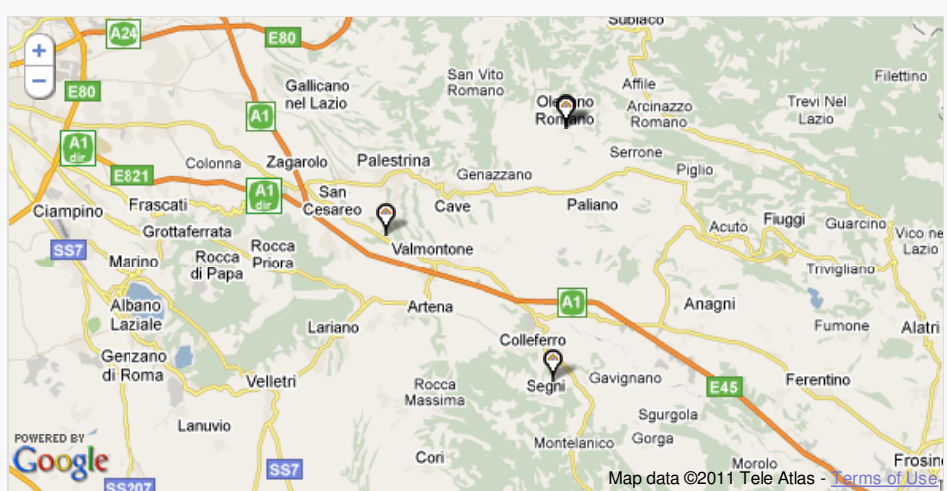 Subiaco
A24
E80
+
−
Gallicano
nel Lazio
San Vito
Romano
Affile
Filettino
E80
Romano
Arcinazzo
Romano
Trevi Nel
Lazio
A1
A1
dir
Colonna
Zagarolo
Palestrina
Serrone
Piglio
E821
Genazzano
A1
dir
San
Cesareo
Cave
Paliano
Ciampino
Frascati
Acuto
Fiuggi
Guarcino
Vico ne
Lazio
Grottaferrata
SS7
Rocca
Priora
Valmontone
Marino
Rocca
di Papa
Trivigliano
Albano
Laziale
Artena
A1
Anagni
Lariano
Fumone
Alatri
Colleferro
Genzano
di Roma
Velletri
Rocca
Massima
Segni
Gavignano
E45
Ferentino
Lanuvio
Sgurgola
POWERED BY
Google
Cori
Montelanico
Gorga
SS7
Morolo
Frosin
SS207
Map data ©2011 Tele Atlas - Terms of Use